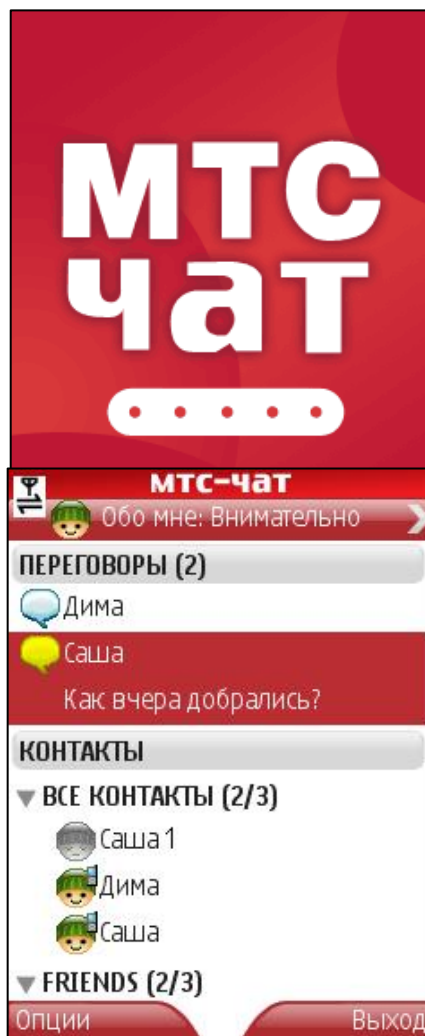 мтс
чат
мтс-чат
Обо мне: Внимательно
ПЕРЕГОВОРЫ (2)
Дима
Саша
Как вчера добрались?
КОНТАКТЫ
ВСЕ КОНТАКТЫ (2/3)
Саша 1
Дима
Саша
FRIENDS (2/3)
Опции Выход